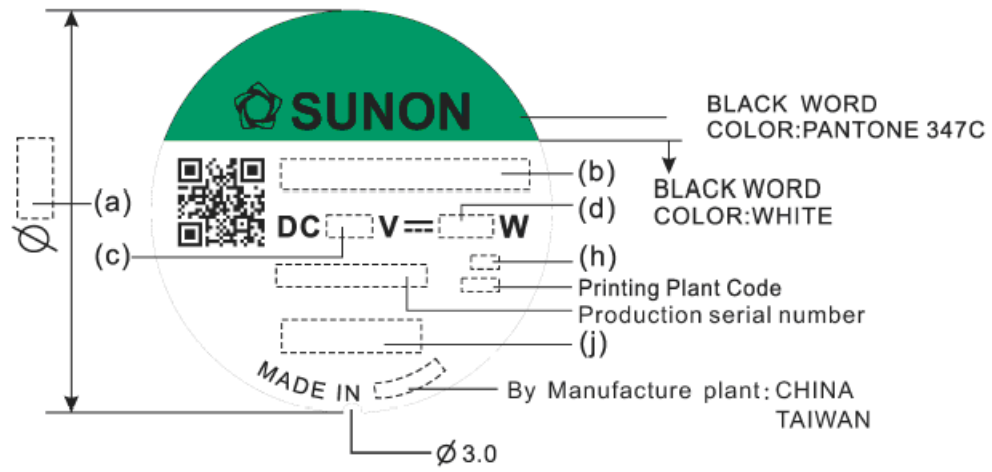 SUNON
BLACK WORD
COLOR:PANTONE 347C
(b)
BLACK WORD
COLOR:WHITE
(a)
Ø
DC V W
(d)
(c)
(h)
Printing Plant Code
Production serial number
(j)
MADE IN
By Manufacture plant: CHINA
TAIWAN
Ø 3.0